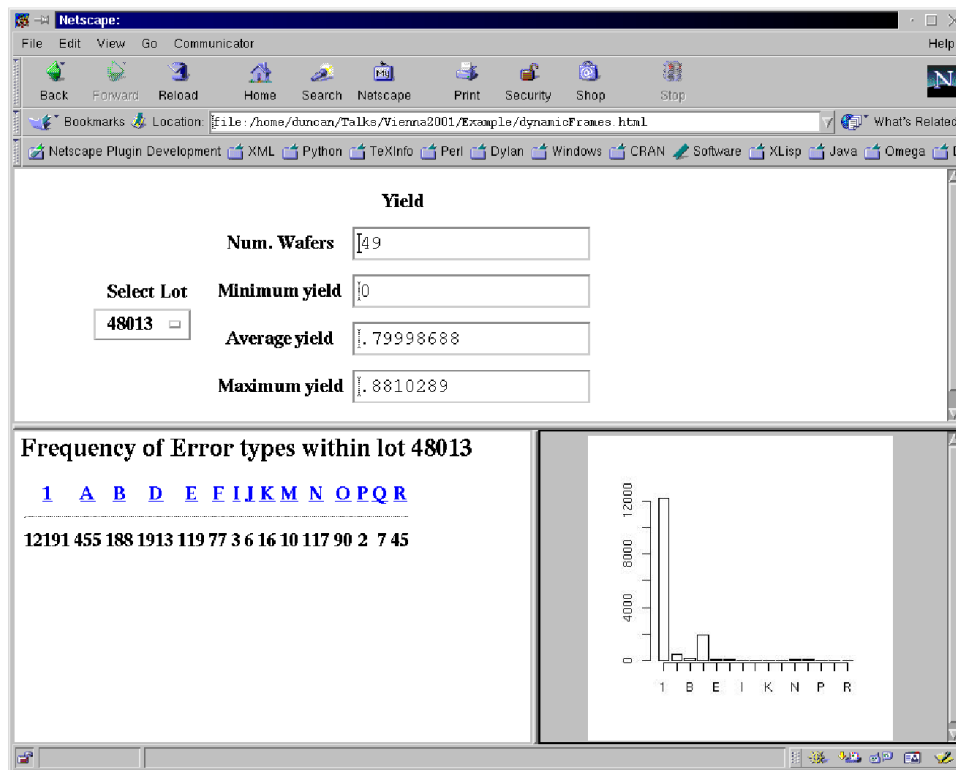 Netscape:
File Edit View Go Communicator Help
Back Forward Reload Home Search Netscape Print Security Shop Stop
My
N
Bookmarks Location: file:/home/duncan/Talks/Vienna2001/Example/dynamicFrames.html What's Related
Netscape Plugin Development XML Python TeXInfo Perl Dylan Windows CRAN Software XLisp Java Omega
Yield
Num. Wafers 49
Select Lot
48013
Minimum yield 0
Average yield .79998688
Maximum yield .8810289
Frequency of Error types within lot 48013
1 A B D E F I J K M N O P Q R
12191 455 188 1913 119 77 3 6 16 10 117 90 2 7 45
12000
8000
4000
0
1 B E I K N P R